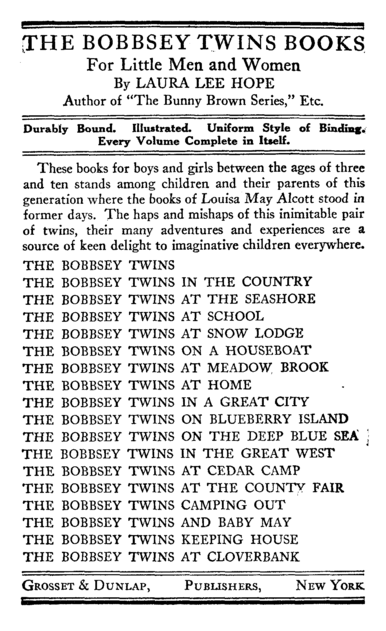 THE BOBBSEY TWINS BOOKS
For Little Men and Women
By LAURA LEE HOPE
Author of "The Bunny Brown Series," Etc.
Durably Bound. Illustrated. Uniform Style of Binding.
Every Volume Complete in Itself.
These books for boys and girls between the ages of three
and ten stands among children and their parents of this
generation where the books of Louisa May Alcott stood in
former days. The haps and mishaps of this inimitable pair
of twins, their many adventures and experiences are a
source of keen delight to imaginative children everywhere.
THE BOBBSEY TWINS
THE BOBBSEY TWINS IN THE COUNTRY
THE BOBBSEY TWINS AT THE SEASHORE
THE BOBBSEY TWINS AT SCHOOL
THE BOBBSEY TWINS AT SNOW LODGE
THE BOBBSEY TWINS ON A HOUSEBOAT
THE BOBBSEY TWINS AT MEADOW BROOK
THE BOBBSEY TWINS AT HOME
THE BOBBSEY TWINS IN A GREAT CITY
THE BOBBSEY TWINS ON BLUEBERRY ISLAND
THE BOBBSEY TWINS ON THE DEEP BLUE SEA
THE BOBBSEY TWINS IN THE GREAT WEST
THE BOBBSEY TWINS AT CEDAR CAMP
THE BOBBSEY TWINS AT THE COUNTY FAIR
THE BOBBSEY TWINS CAMPING OUT
THE BOBBSEY TWINS AND BABY MAY
THE BOBBSEY TWINS KEEPING HOUSE
THE BOBBSEY TWINS AT CLOVERBANK
GROSSET & DUNLAP, PUBLISHERS, NEW YORK